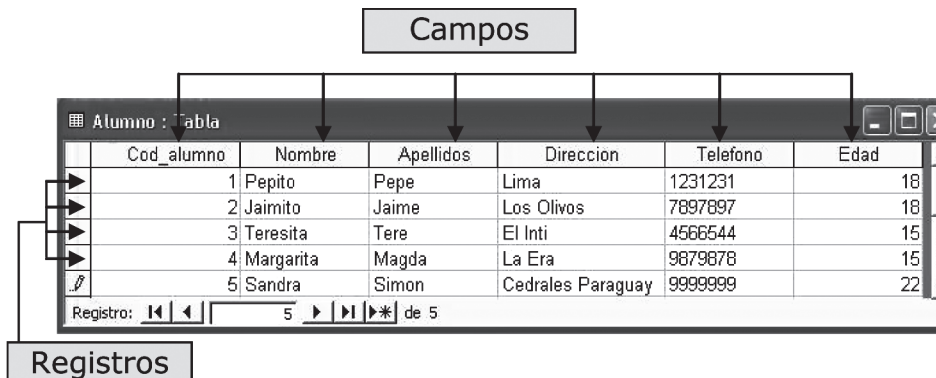 Campos
Alumno : Tabla
Cod_alumno Nombre Apellidos Direccion Telefono Edad
1 Pepito Pepe Lima 1231231 18
2 Jaimito Jaime Los Olivos 7897897 18
3 Teresita Tere El Inti 4566544 15
4 Margarita Magda La Era 9879878 15
5 Sandra Simon Cedrales Paraguay 9999999 22
Registro: 5 de 5
Registros